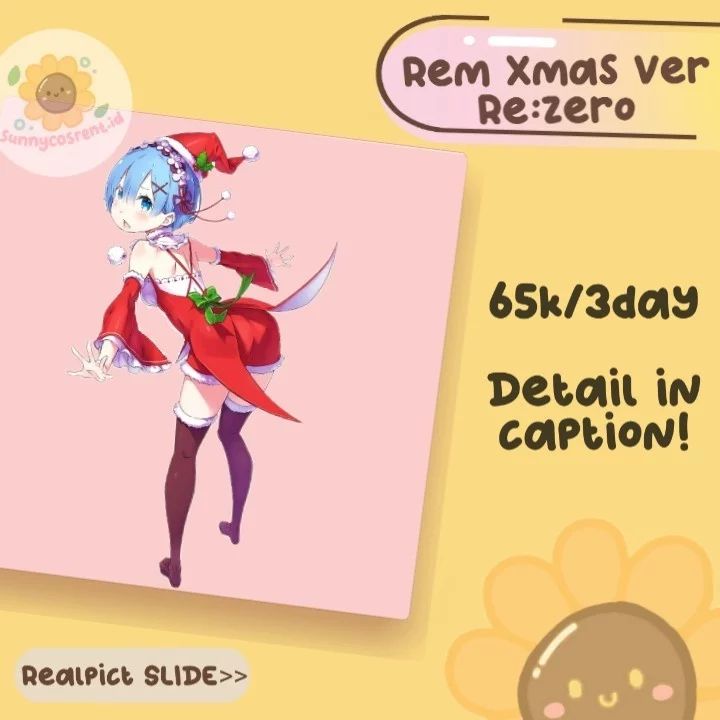 sunnycosrent.id
Rem Xmas Ver
Re:zero
65k/3day
Detail in
caption!
RealPict SLIDE>>